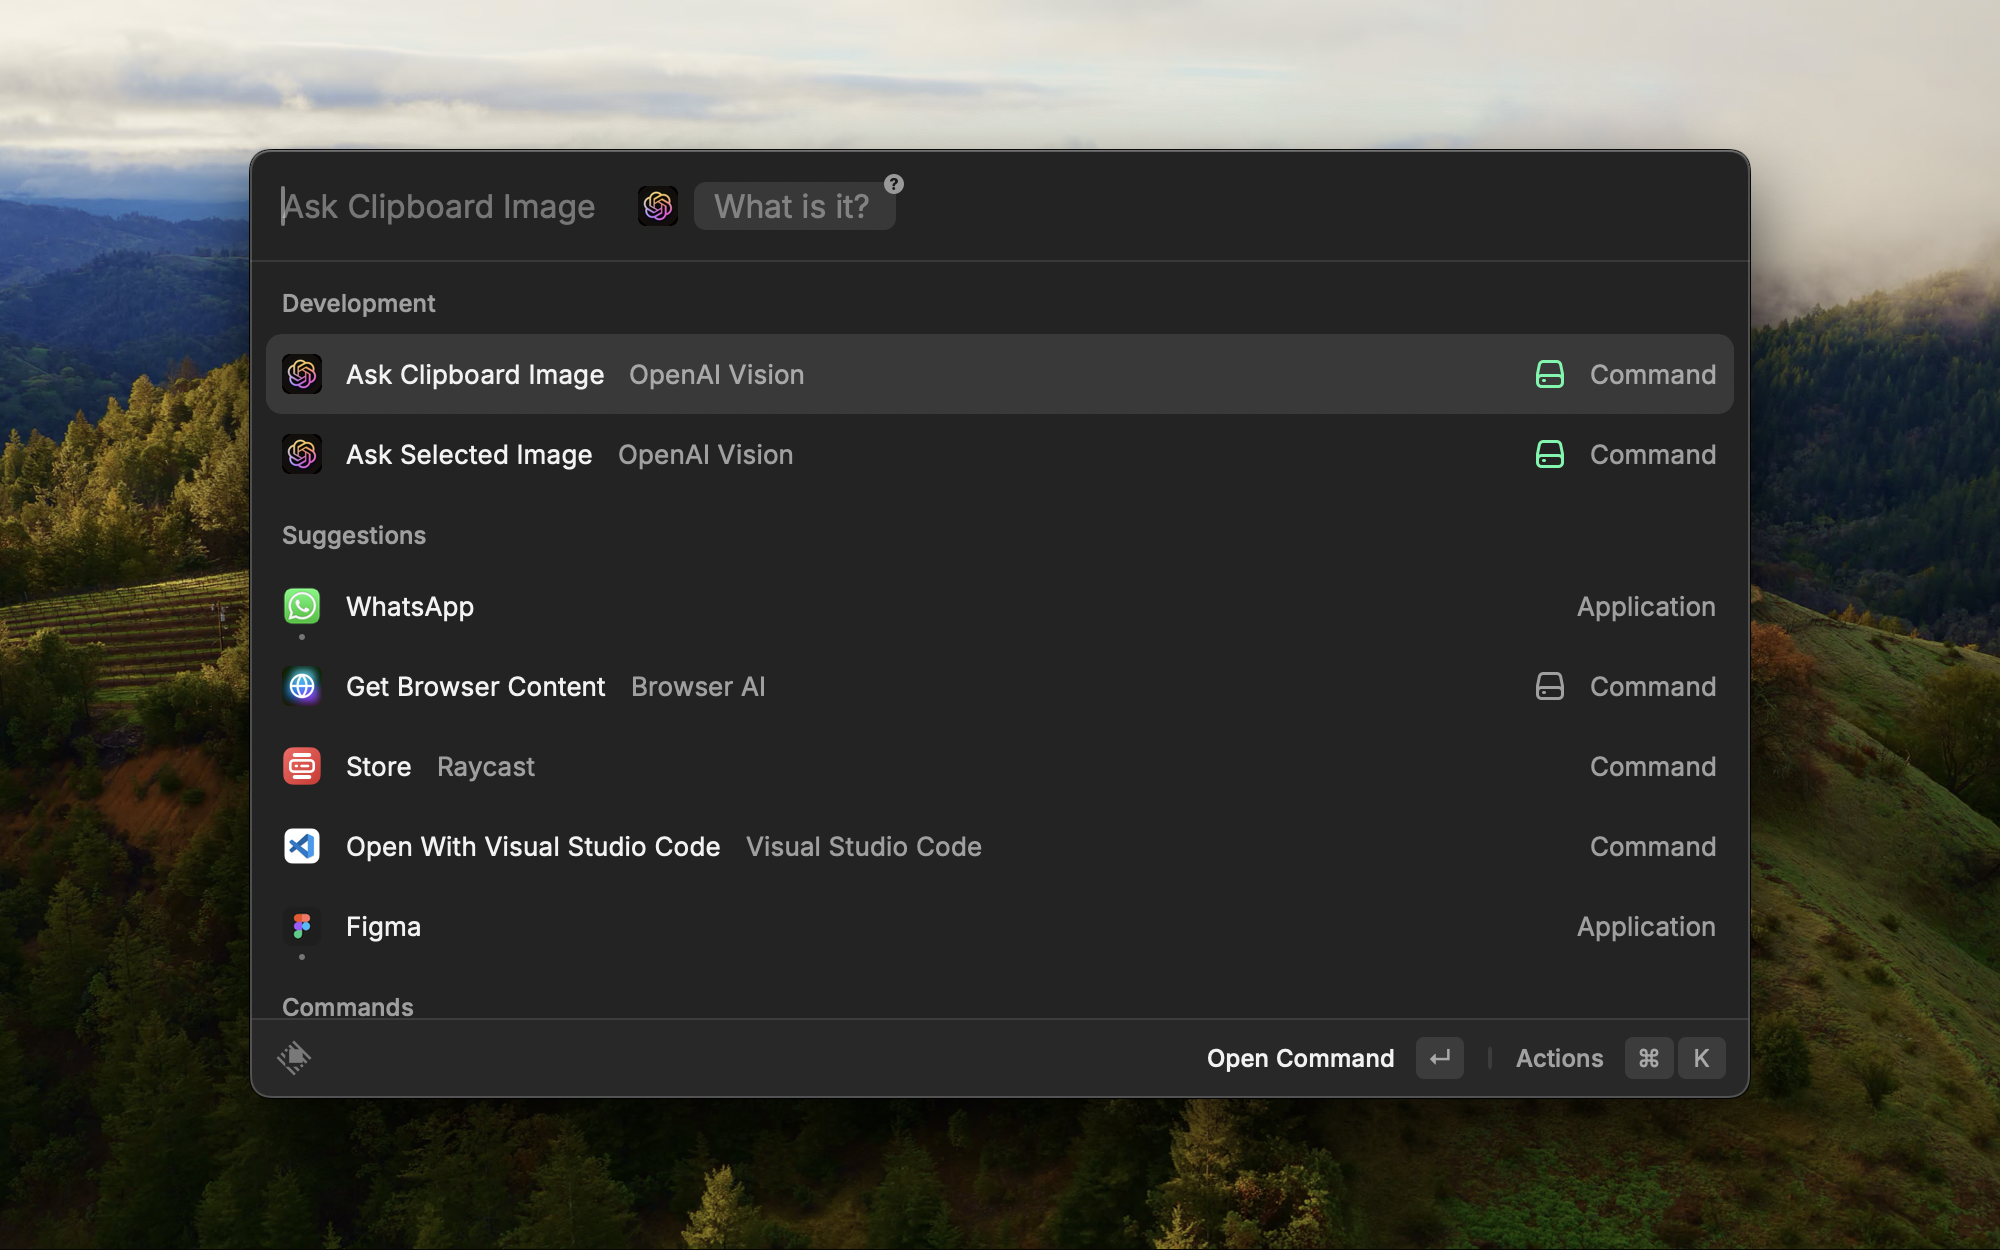 Ask Clipboard Image What is it? ?
Development
Ask Clipboard Image OpenAI Vision Command
Ask Selected Image OpenAI Vision Command
Suggestions
WhatsApp Application
Get Browser Content Browser AI Command
Store Raycast Command
Open With Visual Studio Code Visual Studio Code Command
Figma Application
Commands
Open Command ↵ Actions ⌘ K